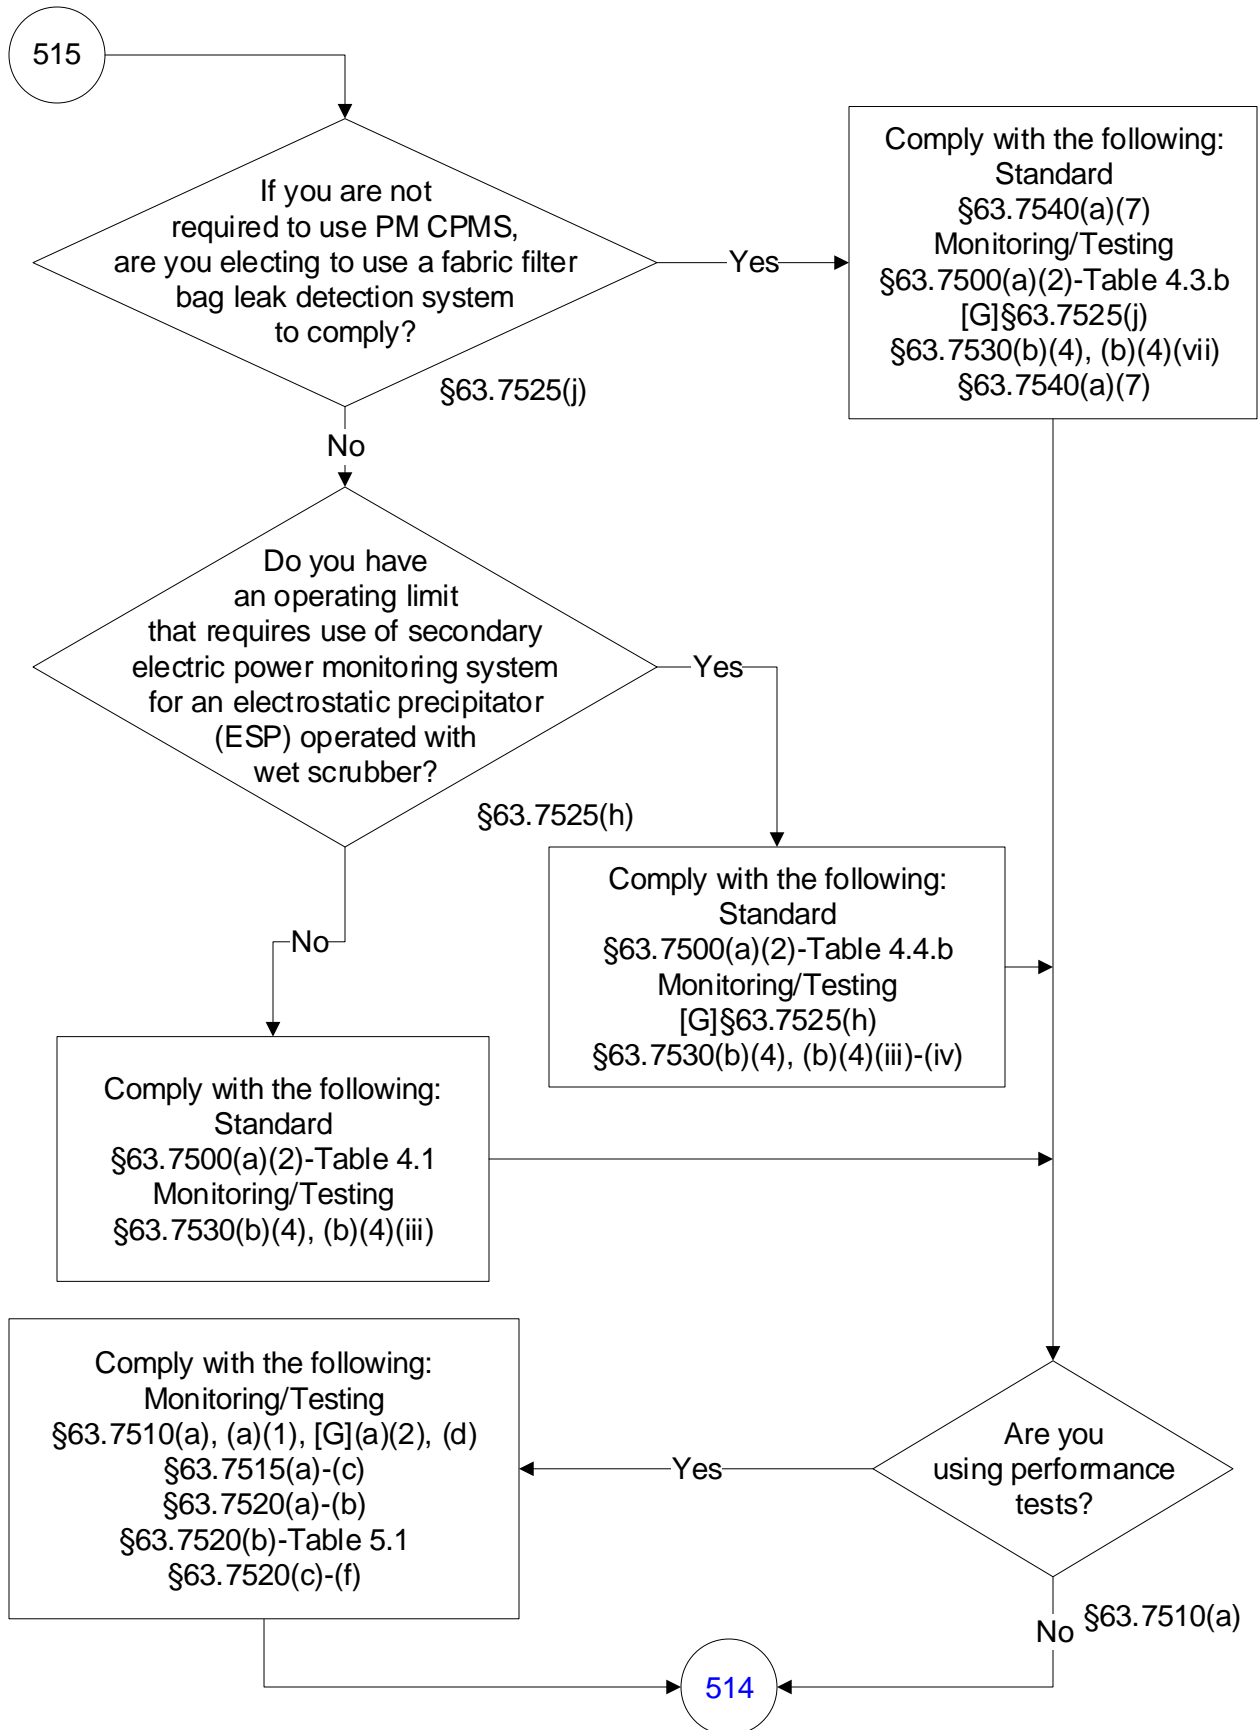 515
If you are not
required to use PM CPMS,
are you electing to use a fabric filter
bag leak detection system
to comply?
§63.7525(j)
Yes
Comply with the following:
Standard
§63.7540(a)(7)
Monitoring/Testing
§63.7500(a)(2)-Table 4.3.b
[G]§63.7525(j)
§63.7530(b)(4), (b)(4)(vii)
§63.7540(a)(7)
No
Do you have
an operating limit
that requires use of secondary
electric power monitoring system
for an electrostatic precipitator
(ESP) operated with
wet scrubber?
§63.7525(h)
Yes
Comply with the following:
Standard
§63.7500(a)(2)-Table 4.4.b
Monitoring/Testing
[G]§63.7525(h)
§63.7530(b)(4), (b)(4)(iii)-(iv)
No
Comply with the following:
Standard
§63.7500(a)(2)-Table 4.1
Monitoring/Testing
§63.7530(b)(4), (b)(4)(iii)
Are you
using performance
tests?
§63.7510(a)
Yes
Comply with the following:
Monitoring/Testing
§63.7510(a), (a)(1), [G](a)(2), (d)
§63.7515(a)-(c)
§63.7520(a)-(b)
§63.7520(b)-Table 5.1
§63.7520(c)-(f)
No
514